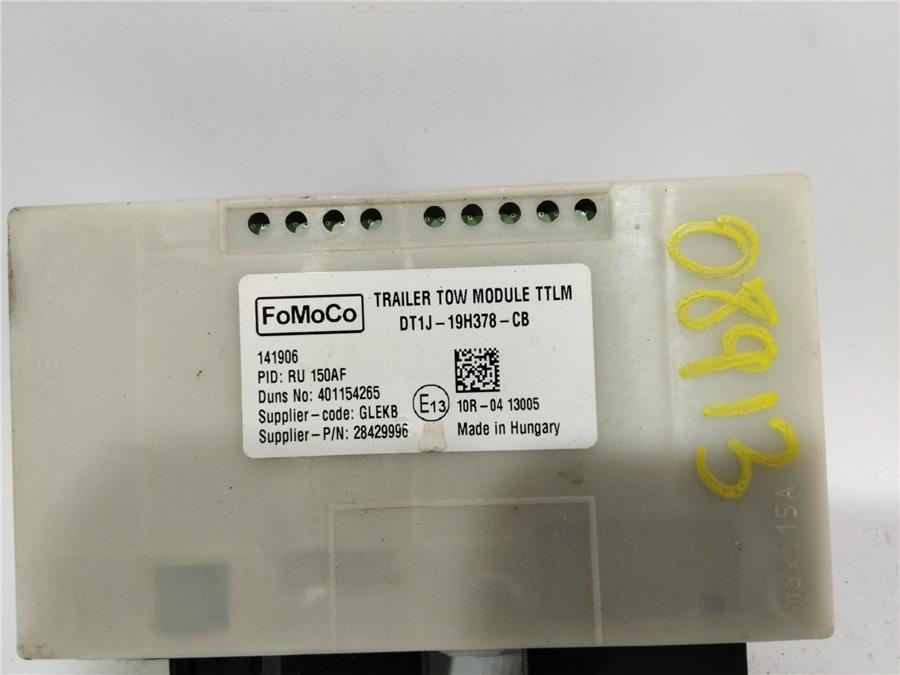 FoMoCo
TRAILER TOW MODULE TTLM
DT1J-19H378-CB
141906
PID: RU 150AF
Duns No: 401154265
Supplier-code: GLEKB
Supplier-P/N: 28429996
E13
10R-04 13005
Made in Hungary
08913
max. 15A